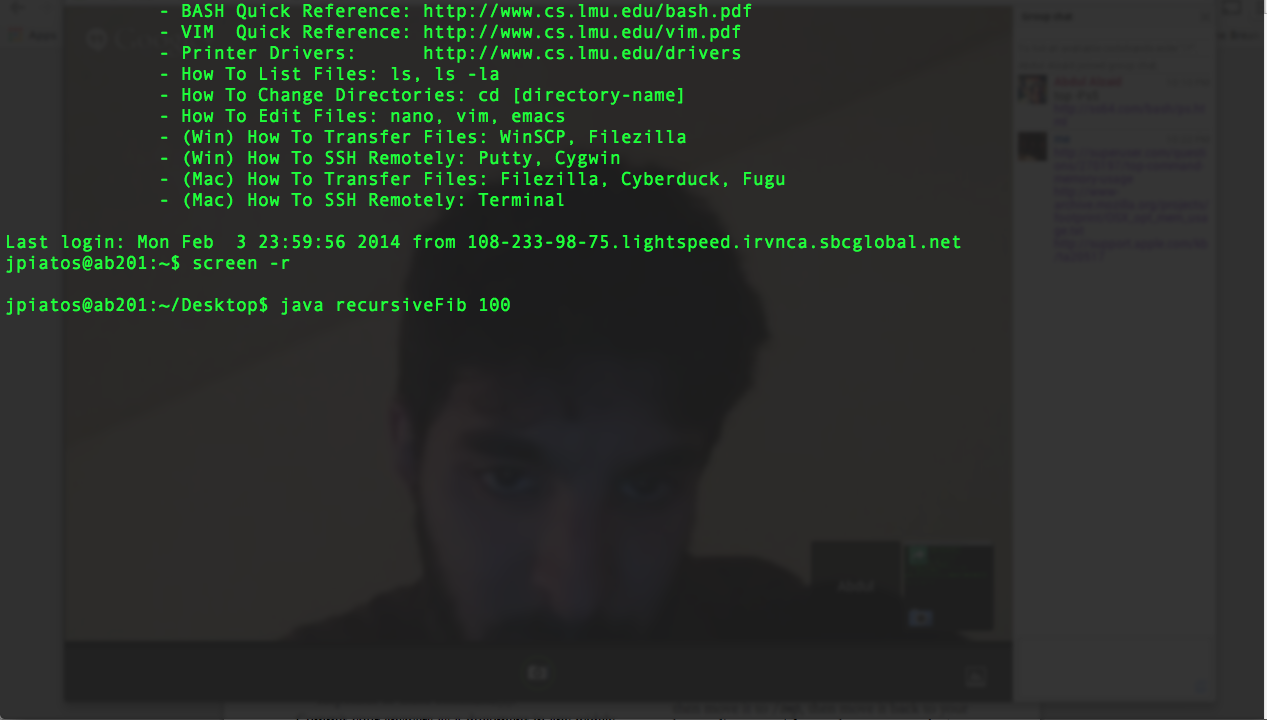 - BASH Quick Reference: http://www.cs.lmu.edu/bash.pdf
- VIM  Quick Reference: http://www.cs.lmu.edu/vim.pdf
- Printer Drivers:      http://www.cs.lmu.edu/drivers
- How To List Files: ls, ls -la
- How To Change Directories: cd [directory-name]
- How To Edit Files: nano, vim, emacs
- (Win) How To Transfer Files: WinSCP, Filezilla
- (Win) How To SSH Remotely: Putty, Cygwin
- (Mac) How To Transfer Files: Filezilla, Cyberduck, Fugu
- (Mac) How To SSH Remotely: Terminal
Last login: Mon Feb  3 23:59:56 2014 from 108-233-98-75.lightspeed.irvnca.sbcglobal.net
jpiatos@ab201:~$ screen -r
jpiatos@ab201:~/Desktop$ java recursiveFib 100